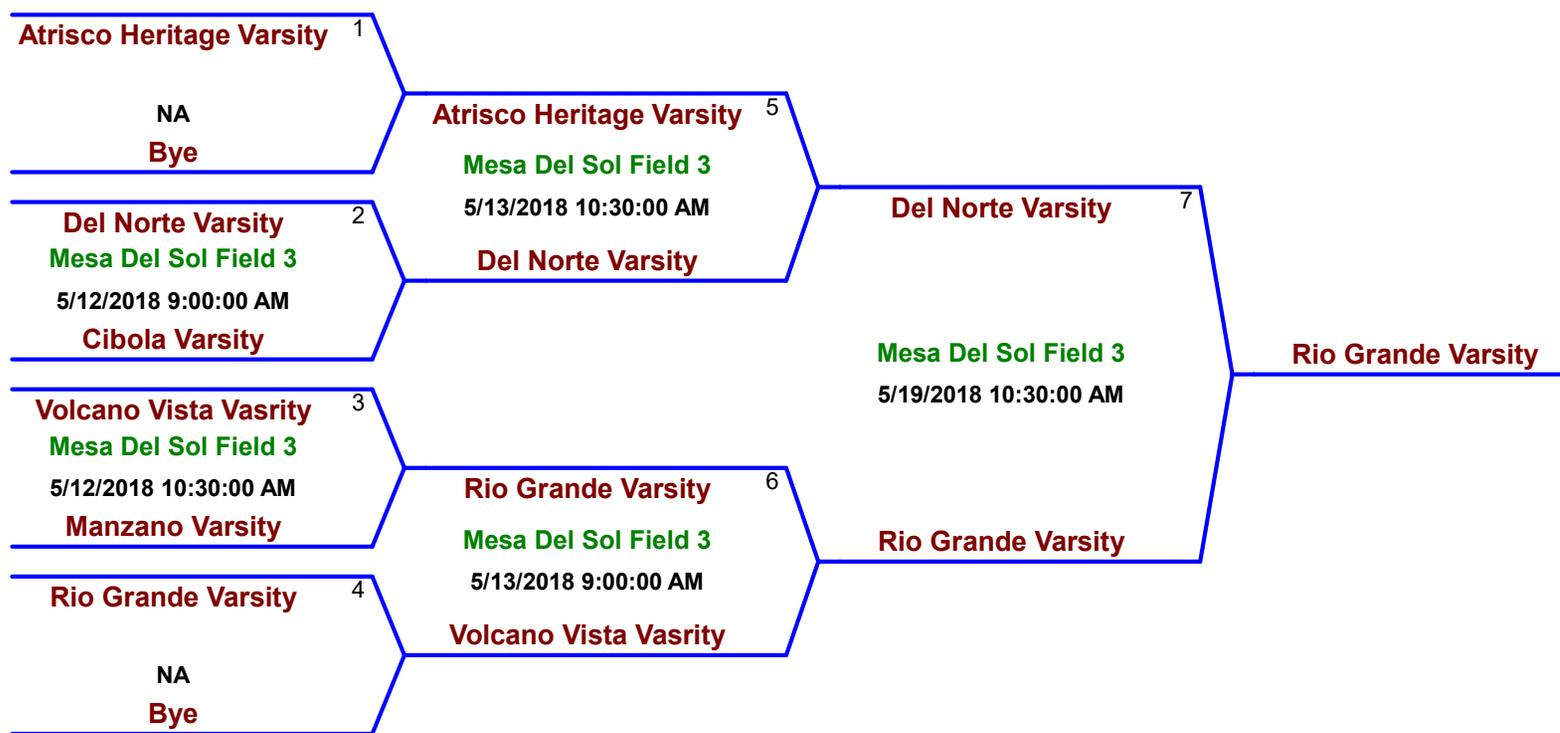 Atrisco Heritage Varsity
1
NA
Bye
Del Norte Varsity
2
Mesa Del Sol Field 3
5/12/2018 9:00:00 AM
Cibola Varsity
Volcano Vista Vasrity
3
Mesa Del Sol Field 3
5/12/2018 10:30:00 AM
Manzano Varsity
Rio Grande Varsity
4
NA
Bye
Atrisco Heritage Varsity
5
Mesa Del Sol Field 3
5/13/2018 10:30:00 AM
Del Norte Varsity
Rio Grande Varsity
6
Mesa Del Sol Field 3
5/13/2018 9:00:00 AM
Volcano Vista Vasrity
Del Norte Varsity
7
Mesa Del Sol Field 3
5/19/2018 10:30:00 AM
Rio Grande Varsity
Rio Grande Varsity